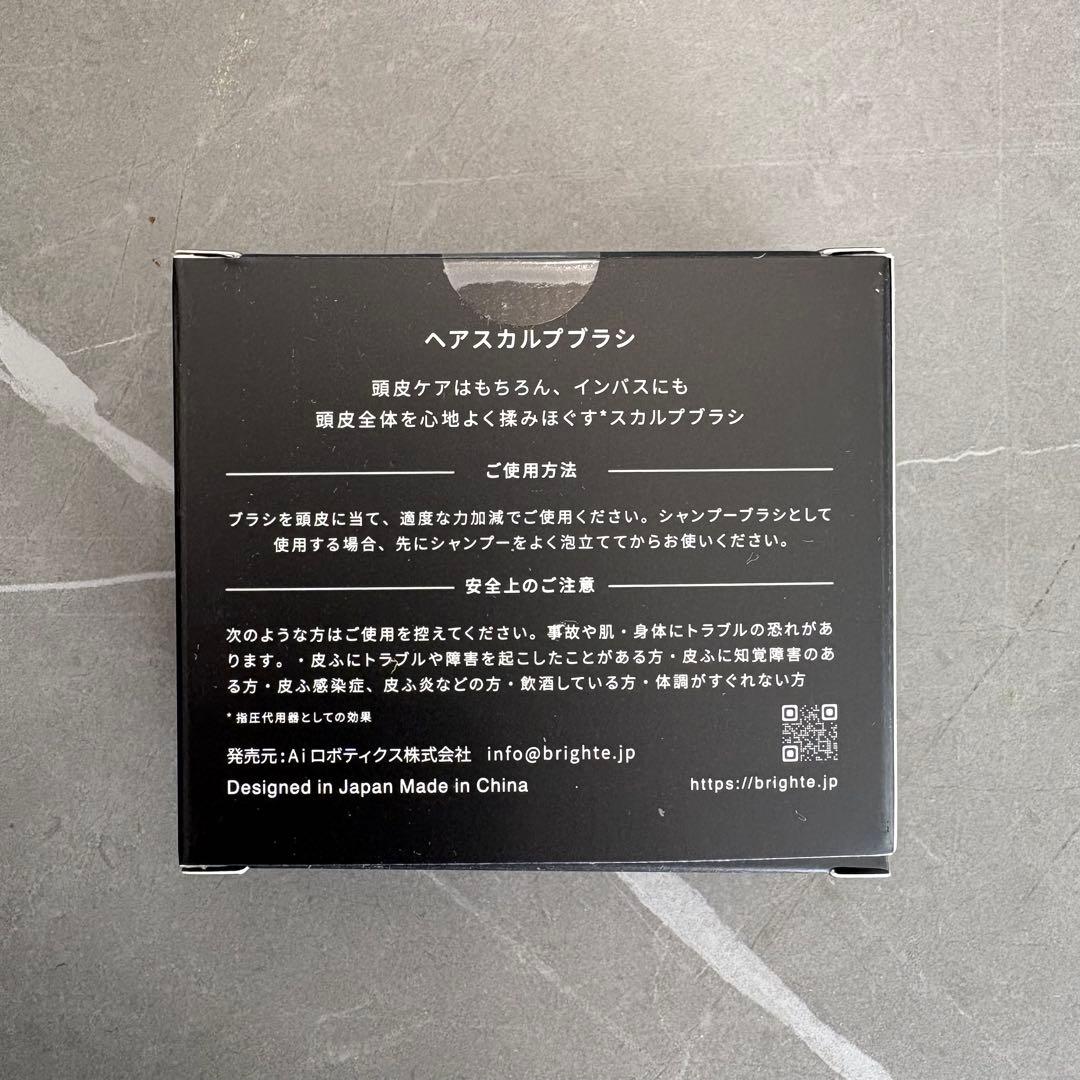 ヘアスカルプブラシ
頭皮ケアはもちろん、インバスにも
頭皮全体を心地よく揉みほぐす*スカルプブラシ
ご使用方法
ブラシを頭皮に当て、適度な力加減でご使用ください。シャンプーブラシとして
使用する場合、先にシャンプーをよく泡立ててからお使いください。
安全上のご注意
次のような方はご使用を控えてください。事故や肌・身体にトラブルの恐れがあ
ります。・皮ふにトラブルや障害を起こしたことがある方・皮ふに知覚障害のあ
る方・皮ふ感染症、皮ふ炎などの方・飲酒している方・体調がすぐれない方
* 指圧代用器としての効果
発売元:Aiロボティクス株式会社 info@brighte.jp
Designed in Japan Made in China
https://brighte.jp